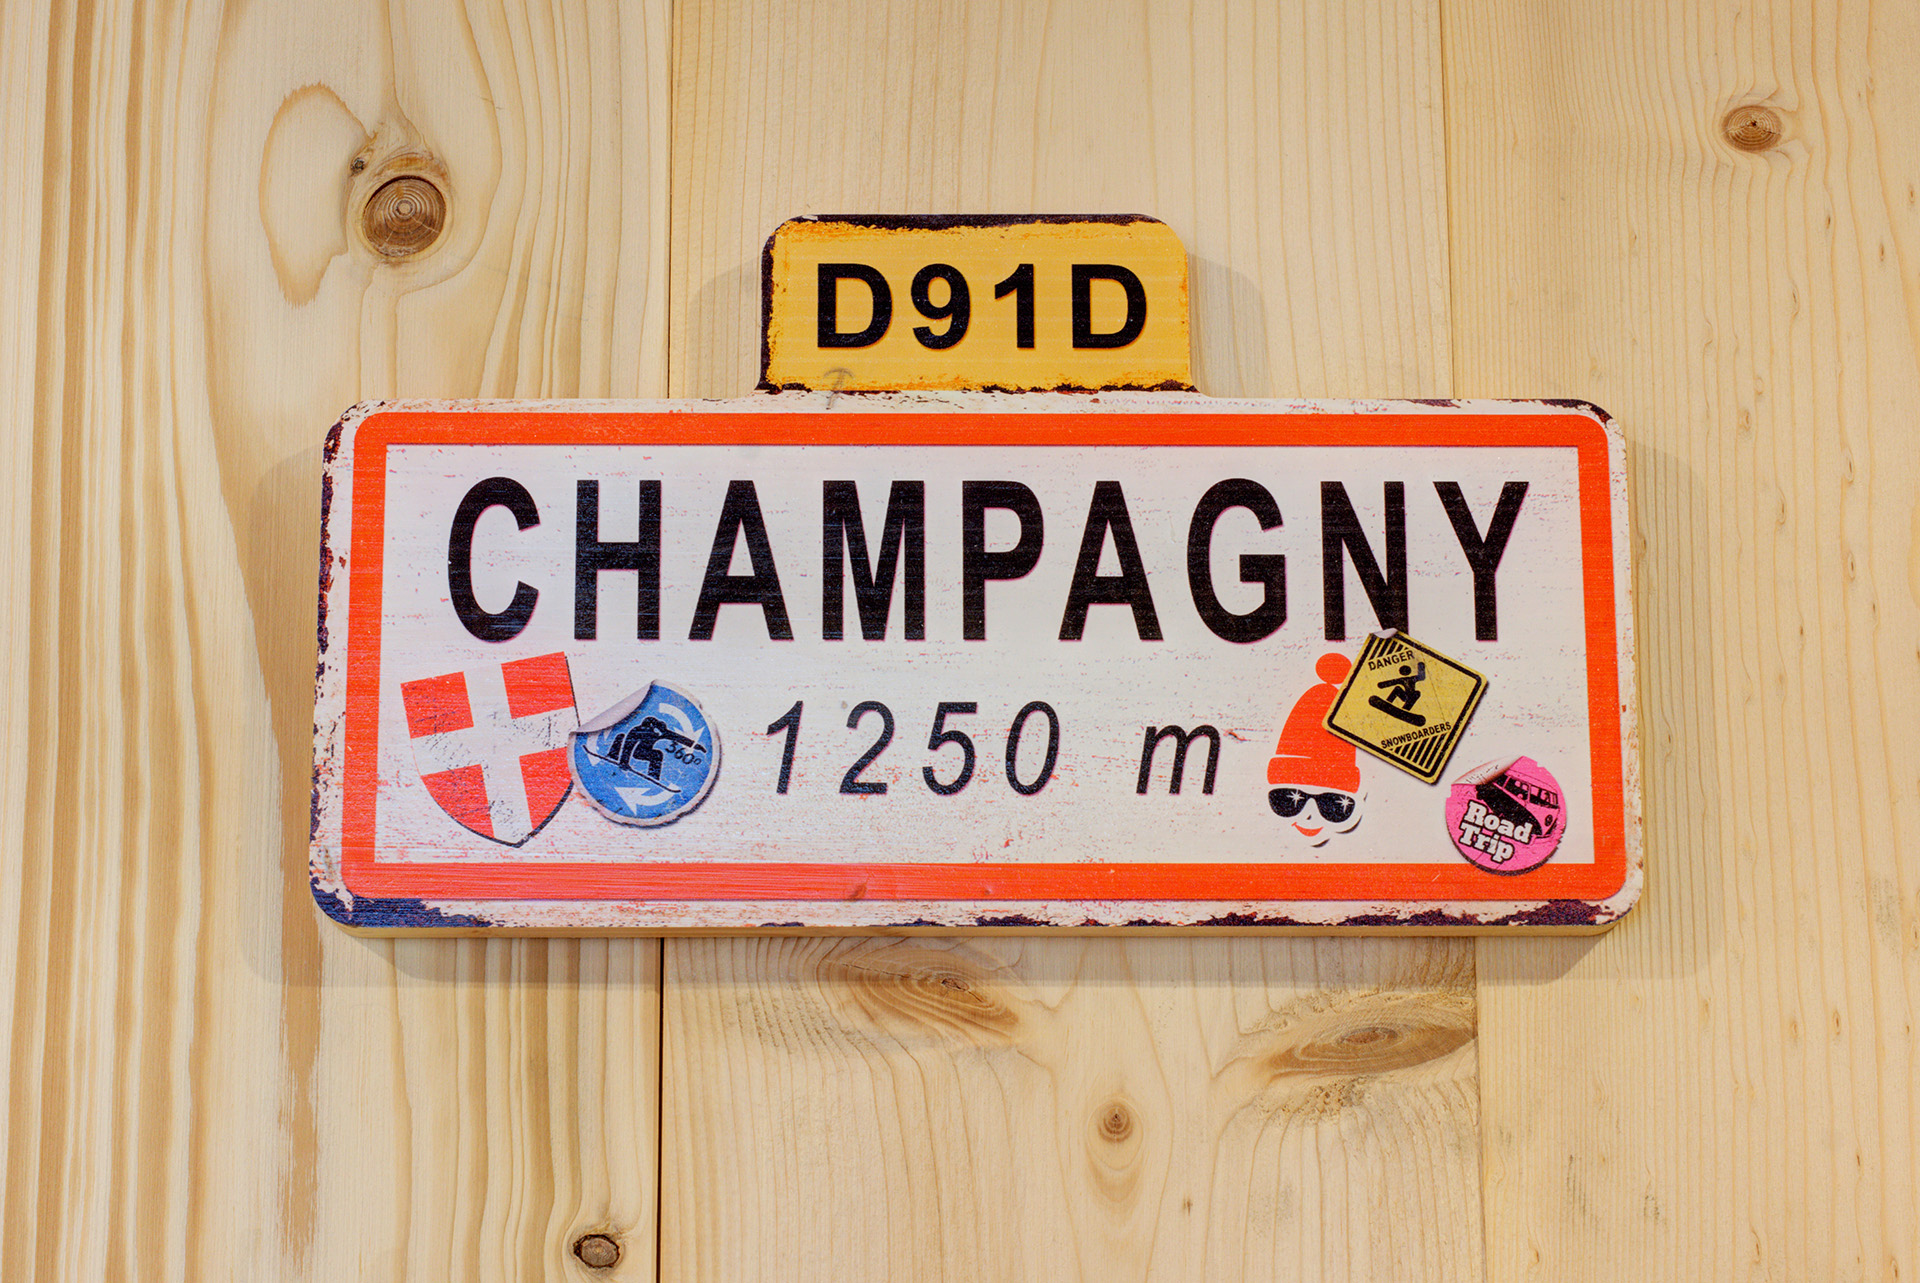 D91D
CHAMPAGNY
1250 m
360°
DANGER
SNOWBOARDERS
Road
Trip